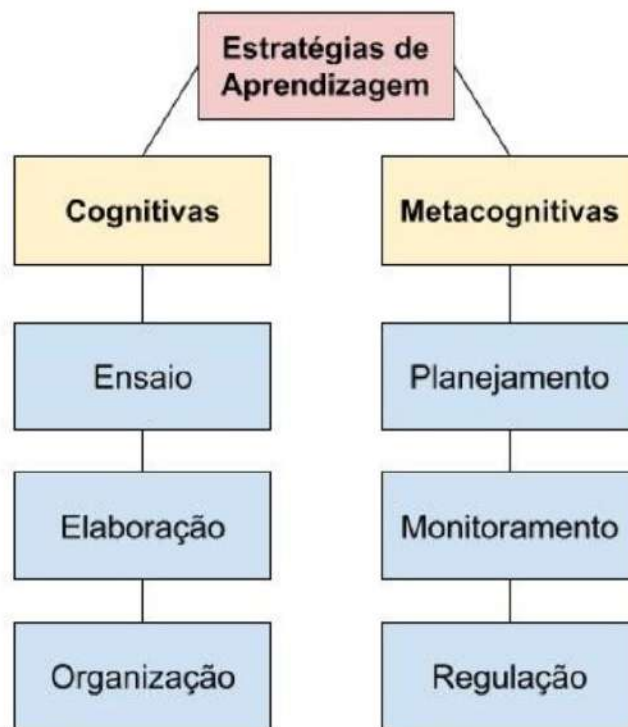 Estratégias de
Aprendizagem
Cognitivas
Metacognitivas
Ensaio
Planejamento
Elaboração
Monitoramento
Organização
Regulação